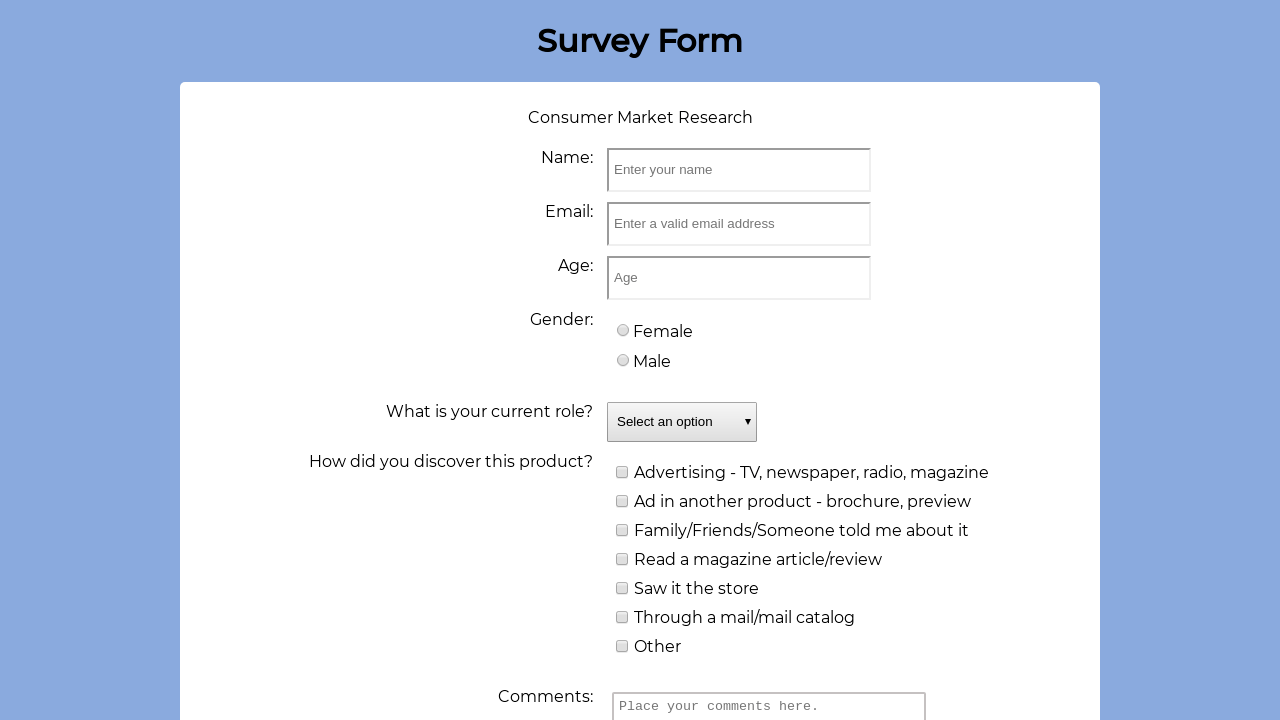 Survey Form
Consumer Market Research
Name:
Enter your name
Email:
Enter a valid email address
Age:
Age
Gender:
Female
Male
What is your current role?
Select an option
How did you discover this product?
Advertising - TV, newspaper, radio, magazine
Ad in another product - brochure, preview
Family/Friends/Someone told me about it
Read a magazine article/review
Saw it the store
Through a mail/mail catalog
Other
Comments:
Place your comments here.